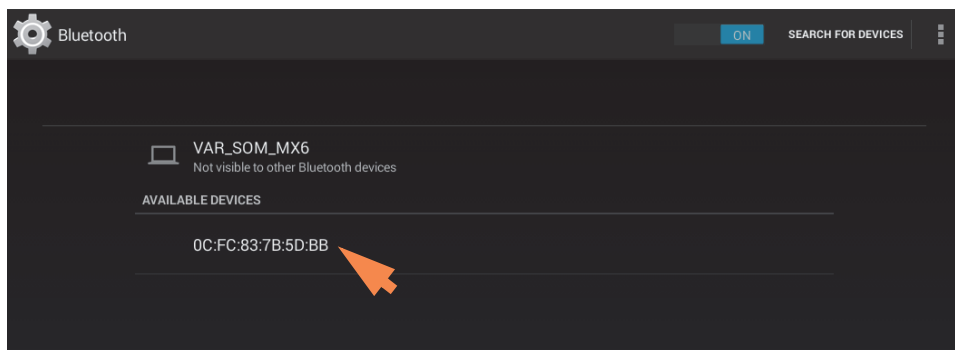 Bluetooth
ON
SEARCH FOR DEVICES
VAR_SOM_MX6
Not visible to other Bluetooth devices
AVAILABLE DEVICES
0C:FC:83:7B:5D:BB